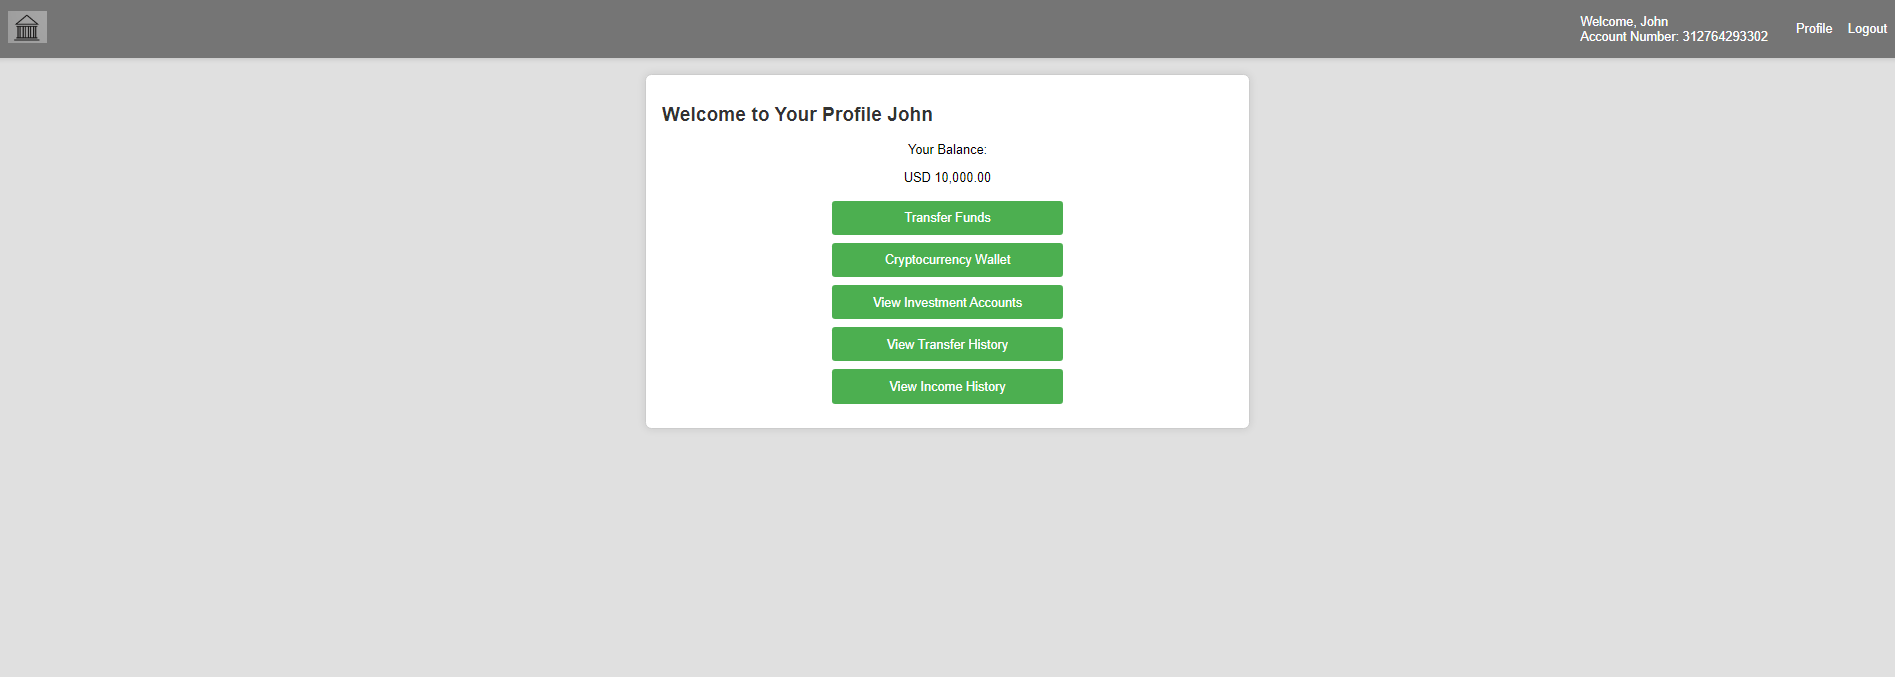 Welcome, John
Account Number: 312764293302
Profile
Logout
Welcome to Your Profile John
Your Balance:
USD 10,000.00
Transfer Funds
Cryptocurrency Wallet
View Investment Accounts
View Transfer History
View Income History